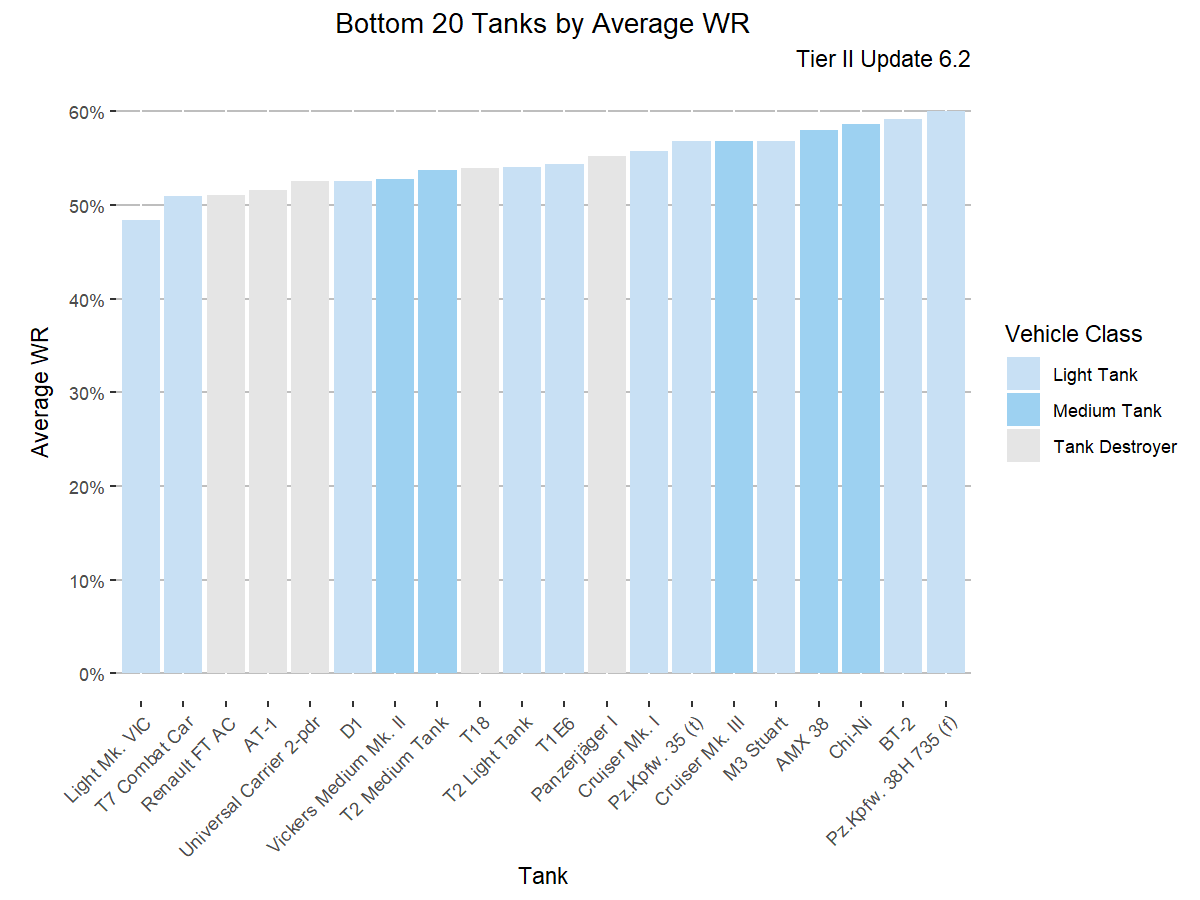 Bottom 20 Tanks by Average WR
Tier II Update 6.2
60%
50%
40%
30%
20%
10%
0%
Average WR
Light Mk. VIC
T7 Combat Car
Renault FT AC
AT-1
Universal Carrier 2-pdr
D1
Vickers Medium Mk. II
T2 Medium Tank
T18
T2 Light Tank
T1E6
Panzerjäger I
Cruiser Mk. I
Pz.Kpfw. 35 (t)
Cruiser Mk. III
M3 Stuart
AMX 38
Chi-Ni
BT-2
Pz.Kpfw. 38 H 735 (f)
Tank
Vehicle Class
Light Tank
Medium Tank
Tank Destroyer